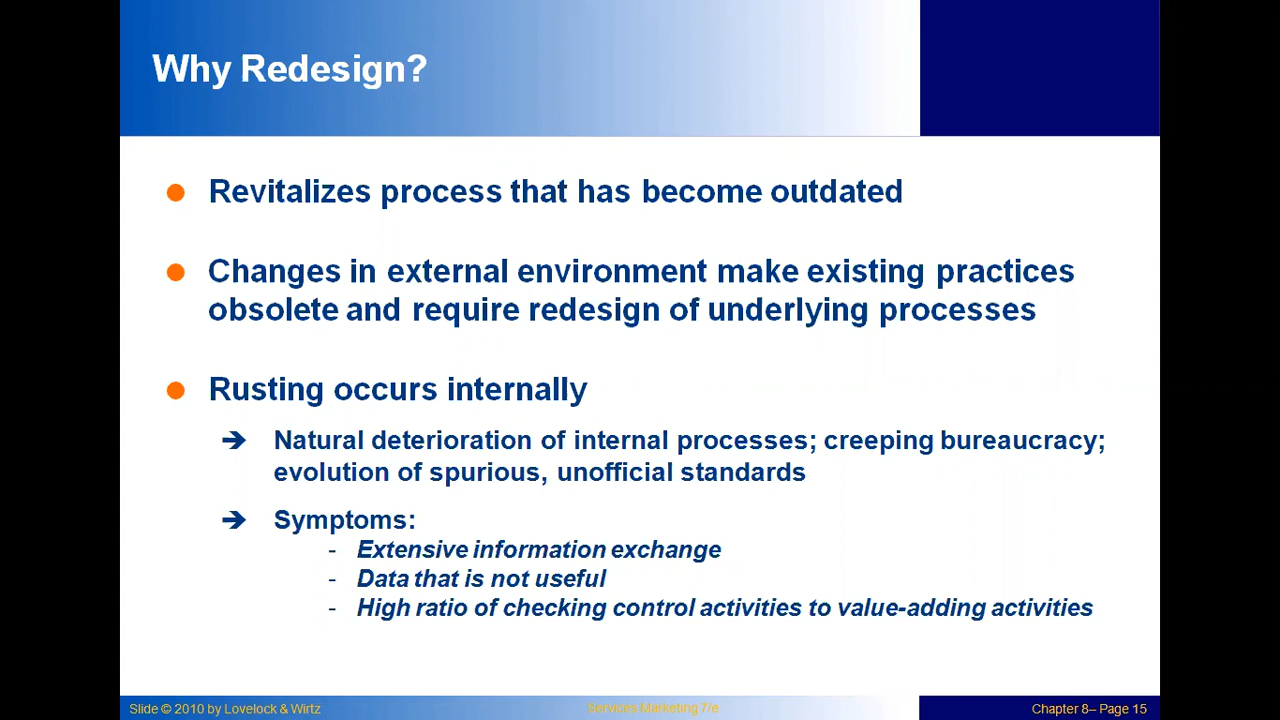 Why Redesign?
Revitalizes process that has become outdated
Changes in external environment make existing practices
obsolete and require redesign of underlying processes
Rusting occurs internally
Natural deterioration of internal processes; creeping bureaucracy;
evolution of spurious, unofficial standards
Symptoms:
- Extensive information exchange
- Data that is not useful
- High ratio of checking control activities to value-adding activities
Slide © 2010 by Lovelock & Wirtz
Services Marketing 7/e
Chapter 8– Page 15